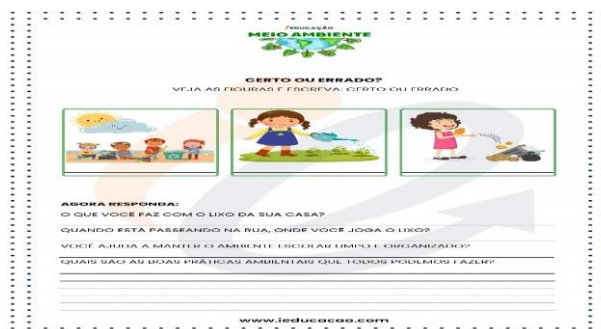 EDUCAÇÃO
MEIO AMBIENTE
CERTO OU ERRADO?
VEJA AS FIGURAS E ESCREVA: CERTO OU ERRADO
AGORA RESPONDA:
O QUE VOCÊ FAZ COM O LIXO DA SUA CASA?
QUANDO ESTÁ PASSEANDO NA RUA, ONDE VOCÊ JOGA O LIXO?
VOCÊ AJUDA A MANTER O AMBIENTE ESCOLAR LIMPO E ORGANIZADO?
QUAIS SÃO AS BOAS PRÁTICAS AMBIENTAIS QUE TODOS PODEMOS FAZER?
www.ieducacao.com